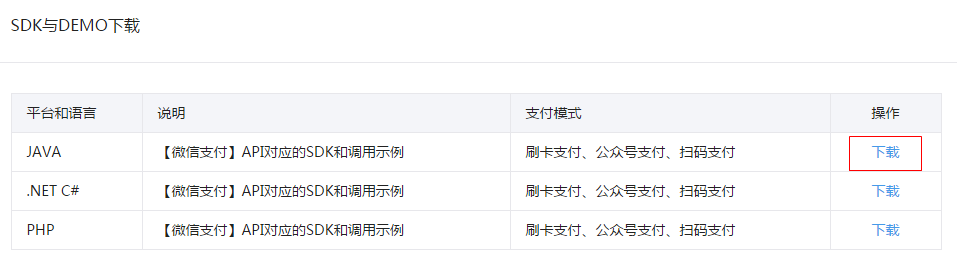 SDK与DEMO下载
平台和语言 说明 支付模式 操作
JAVA 【微信支付】API对应的SDK和调用示例 刷卡支付、公众号支付、扫码支付 下载
.NET C# 【微信支付】API对应的SDK和调用示例 刷卡支付、公众号支付、扫码支付 下载
PHP 【微信支付】API对应的SDK和调用示例 刷卡支付、公众号支付、扫码支付 下载